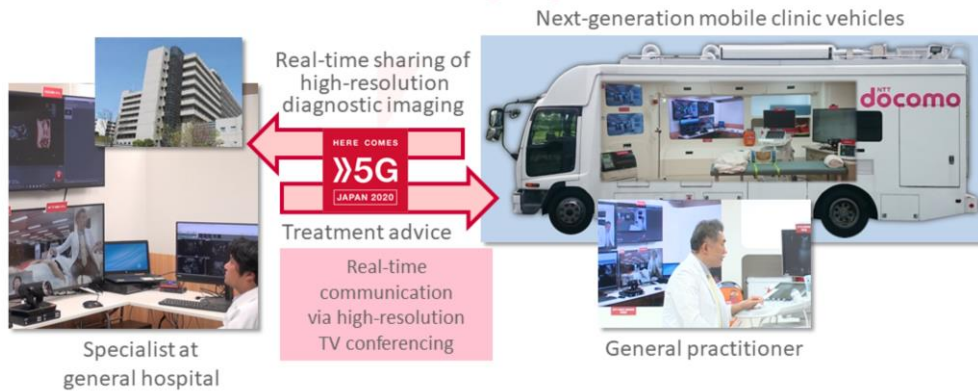 Next-generation mobile clinic vehicles
Real-time sharing of
high-resolution
diagnostic imaging
NTT
docomo
HERE COMES
5G
JAPAN 2020
Treatment advice
Real-time
communication
via high-resolution
TV conferencing
Specialist at
general hospital
General practitioner